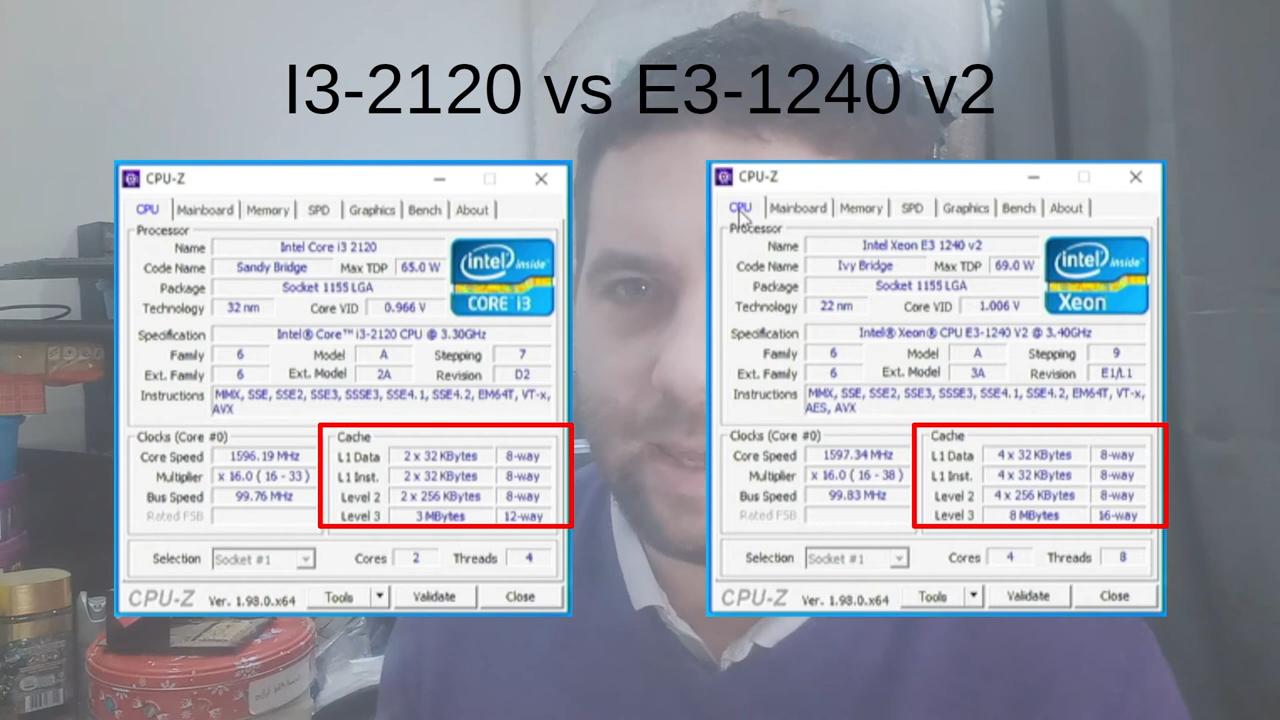 I3-2120 vs E3-1240 v2
CPU-Z
CPU Mainboard Memory SPD Graphics Bench About
Processor
Name Intel Core i3 2120
Code Name Sandy Bridge Max TDP 65.0 W
Package Socket 1155 LGA
Technology 32 nm Core VID 0.966 V
intel inside™
CORE i3
Specification Intel® Core™ i3-2120 CPU @ 3.30GHz
Family 6 Model A Stepping 7
Ext. Family 6 Ext. Model 2A Revision D2
Instructions MMX, SSE, SSE2, SSE3, SSSE3, SSE4.1, SSE4.2, EM64T, VT-x,
AVX
Clocks (Core #0)
Core Speed 1596.19 MHz
Multiplier x 16.0 ( 16 - 33 )
Bus Speed 99.76 MHz
Rated FSB
Cache
L1 Data 2 x 32 KBytes 8-way
L1 Inst. 2 x 32 KBytes 8-way
Level 2 2 x 256 KBytes 8-way
Level 3 3 MBytes 12-way
Selection Socket #1 Cores 2 Threads 4
CPU-Z Ver. 1.98.0.x64 Tools Validate Close
CPU-Z
CPU Mainboard Memory SPD Graphics Bench About
Processor
Name Intel Xeon E3 1240 v2
Code Name Ivy Bridge Max TDP 69.0 W
Package Socket 1155 LGA
Technology 22 nm Core VID 1.006 V
intel inside™
Xeon
Specification Intel® Xeon® CPU E3-1240 V2 @ 3.40GHz
Family 6 Model A Stepping 9
Ext. Family 6 Ext. Model 3A Revision E1/L1
Instructions MMX, SSE, SSE2, SSE3, SSSE3, SSE4.1, SSE4.2, EM64T, VT-x,
AES, AVX
Clocks (Core #0)
Core Speed 1597.34 MHz
Multiplier x 16.0 ( 16 - 38 )
Bus Speed 99.83 MHz
Rated FSB
Cache
L1 Data 4 x 32 KBytes 8-way
L1 Inst. 4 x 32 KBytes 8-way
Level 2 4 x 256 KBytes 8-way
Level 3 8 MBytes 16-way
Selection Socket #1 Cores 4 Threads 8
CPU-Z Ver. 1.98.0.x64 Tools Validate Close